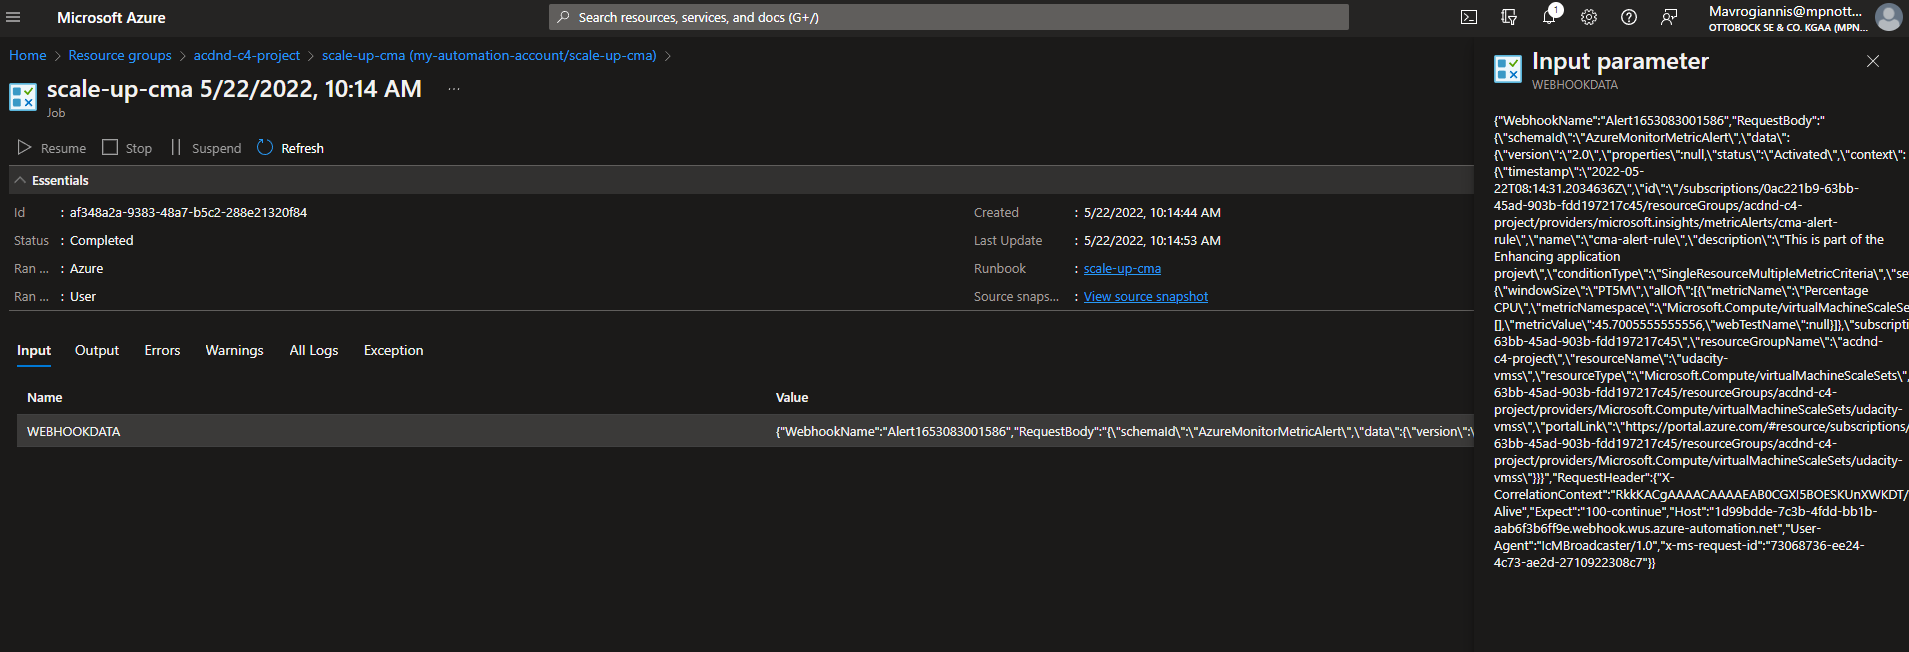 Microsoft Azure
Search resources, services, and docs (G+/)
1
Mavrogiannis@mpnott...
OTTOBOCK SE & CO. KGAA (MPN...
Home > Resource groups > acdnd-c4-project > scale-up-cma (my-automation-account/scale-up-cma) >
scale-up-cma 5/22/2022, 10:14 AM ...
Job
Resume Stop Suspend Refresh
Essentials
Id : af348a2a-9383-48a7-b5c2-288e21320f84
Status : Completed
Ran ... : Azure
Ran ... : User
Created : 5/22/2022, 10:14:44 AM
Last Update : 5/22/2022, 10:14:53 AM
Runbook : scale-up-cma
Source snaps... : View source snapshot
Input Output Errors Warnings All Logs Exception
Name Value
WEBHOOKDATA {"WebhookName":"Alert1653083001586","RequestBody":"{\"schemaId\":\"AzureMonitorMetricAlert\",\"data\":{\"version\":\
Input parameter
WEBHOOKDATA
{"WebhookName":"Alert1653083001586","RequestBody":"
{\"schemaId\":\"AzureMonitorMetricAlert\",\"data\":
{\"version\":\"2.0\",\"properties\":null,\"status\":\"Activated\",\"context\":
{\"timestamp\":\"2022-05-
22T08:14:31.2034636Z\",\"id\":\"/subscriptions/0ac221b9-63bb-
45ad-903b-fdd197217c45/resourceGroups/acdnd-c4-
project/providers/microsoft.insights/metricAlerts/cma-alert-
rule\",\"name\":\"cma-alert-rule\",\"description\":\"This is part of the
Enhancing application
projevt\",\"conditionType\":\"SingleResourceMultipleMetricCriteria\",\"se
{\"windowSize\":\"PT5M\",\"allOf\":[{\"metricName\":\"Percentage
CPU\",\"metricNamespace\":\"Microsoft.Compute/virtualMachineScaleSe
[],\"metricValue\":45.7005555555556,\"webTestName\":null}]},\"subscripti
63bb-45ad-903b-fdd197217c45\",\"resourceGroupName\":\"acdnd-
c4-project\",\"resourceName\":\"udacity-
vmss\",\"resourceType\":\"Microsoft.Compute/virtualMachineScaleSets\",
63bb-45ad-903b-fdd197217c45/resourceGroups/acdnd-c4-
project/providers/Microsoft.Compute/virtualMachineScaleSets/udacity-
vmss\",\"portalLink\":\"https://portal.azure.com/#resource/subscriptions/
63bb-45ad-903b-fdd197217c45/resourceGroups/acdnd-c4-
project/providers/Microsoft.Compute/virtualMachineScaleSets/udacity-
vmss\"}}}","RequestHeader":{"X-
CorrelationContext":"RkkKACgAAAACAAAAEAB0CGXI5BOESKUnXWKDT/
Alive","Expect":"100-continue","Host":"1d99bdde-7c3b-4fdd-bb1b-
aab6f3b6ff9e.webhook.wus.azure-automation.net","User-
Agent":"IcMBroadcaster/1.0","x-ms-request-id":"73068736-ee24-
4c73-ae2d-2710922308c7"}}